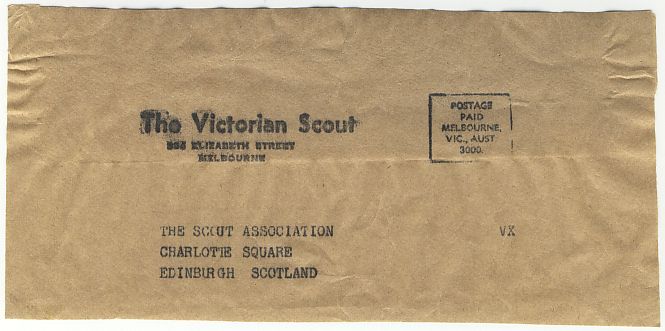 The Victorian Scout
ELIZABETH STREET
MELBOURNE
POSTAGE
PAID
MELBOURNE,
VIC., AUST
3000.
THE SCOUT ASSOCIATION VX
CHARLOTTE SQUARE
EDINBURGH SCOTLAND